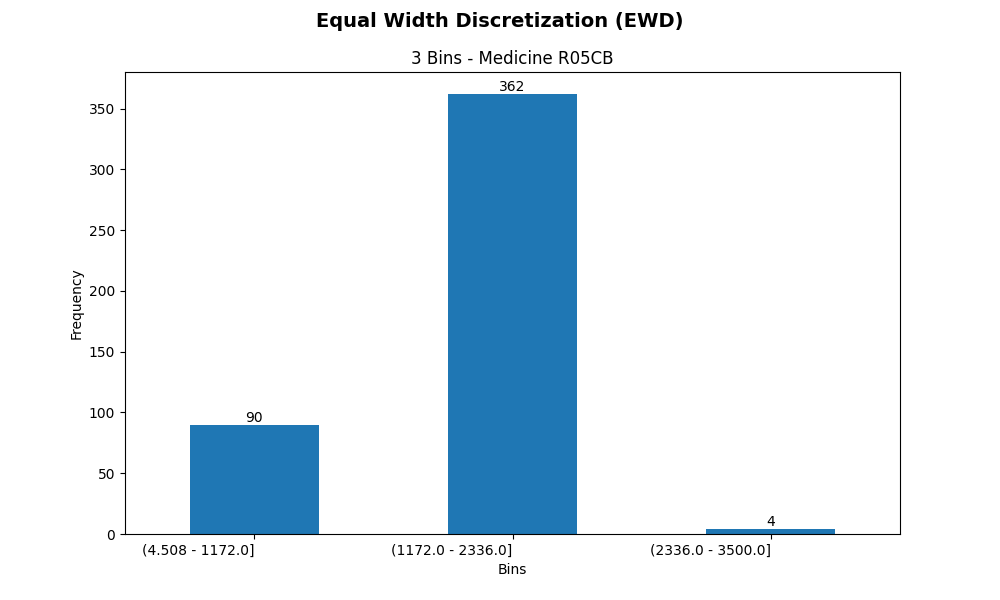 Equal Width Discretization (EWD)
3 Bins - Medicine R05CB
362
350
300
250
200
150
100
50
0
Frequency
90
4
(4.508 - 1172.0]
(1172.0 - 2336.0]
(2336.0 - 3500.0]
Bins